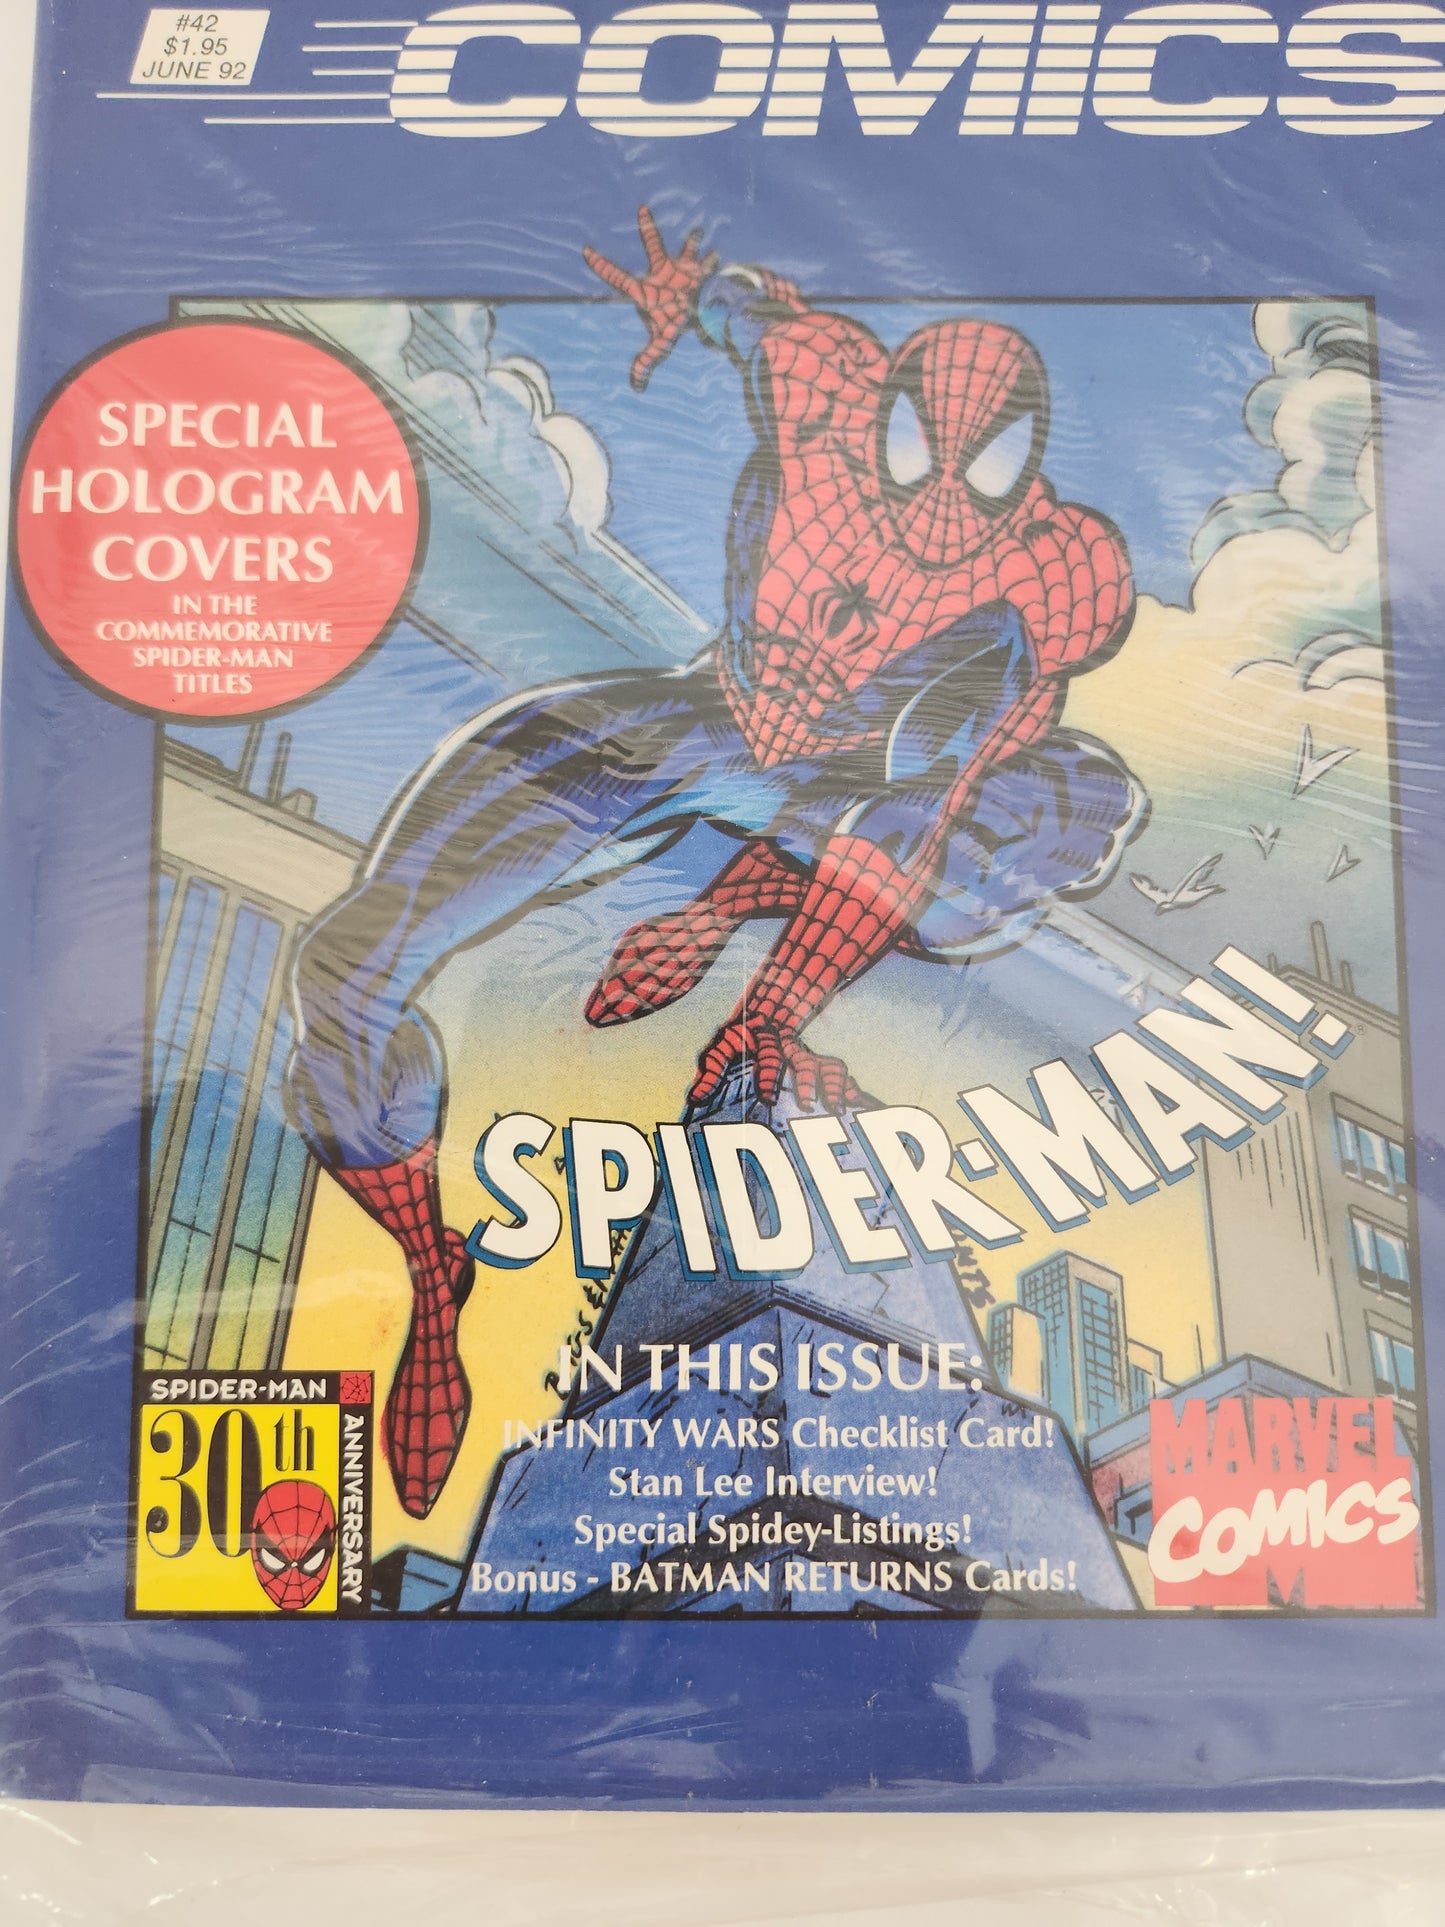 #42
$1.95
JUNE 92
COMICS
SPECIAL
HOLOGRAM
COVERS
IN THE
COMMEMORATIVE
SPIDER-MAN
TITLES
SPIDER-MAN!
®
IN THIS ISSUE:
INFINITY WARS Checklist Card!
Stan Lee Interview!
Special Spidey-Listings!
Bonus - BATMAN RETURNS Cards!
SPIDER-MAN
30th
ANNIVERSARY
MARVEL
COMICS